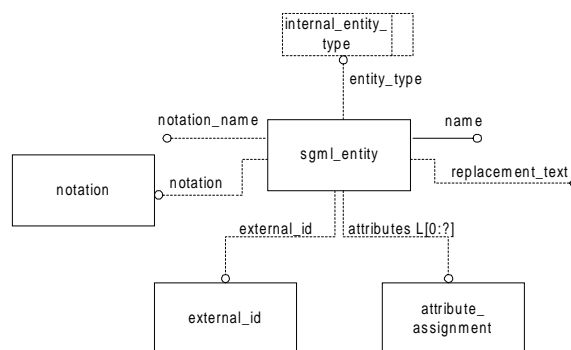 internal_entity_
type
entity_type
notation_name
name
sgml_entity
replacement_text
notation
notation
external_id
attributes L[0:?]
external_id
attribute_
assignment